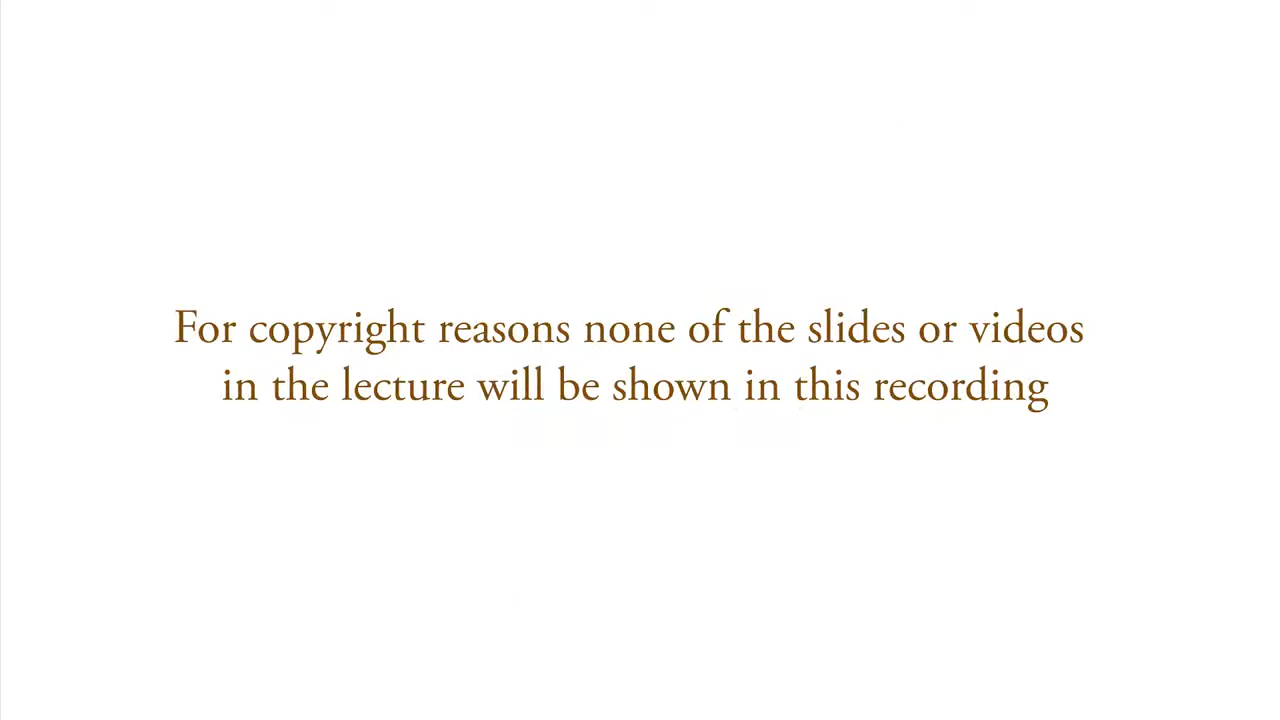 For copyright reasons none of the slides or videos
in the lecture will be shown in this recording